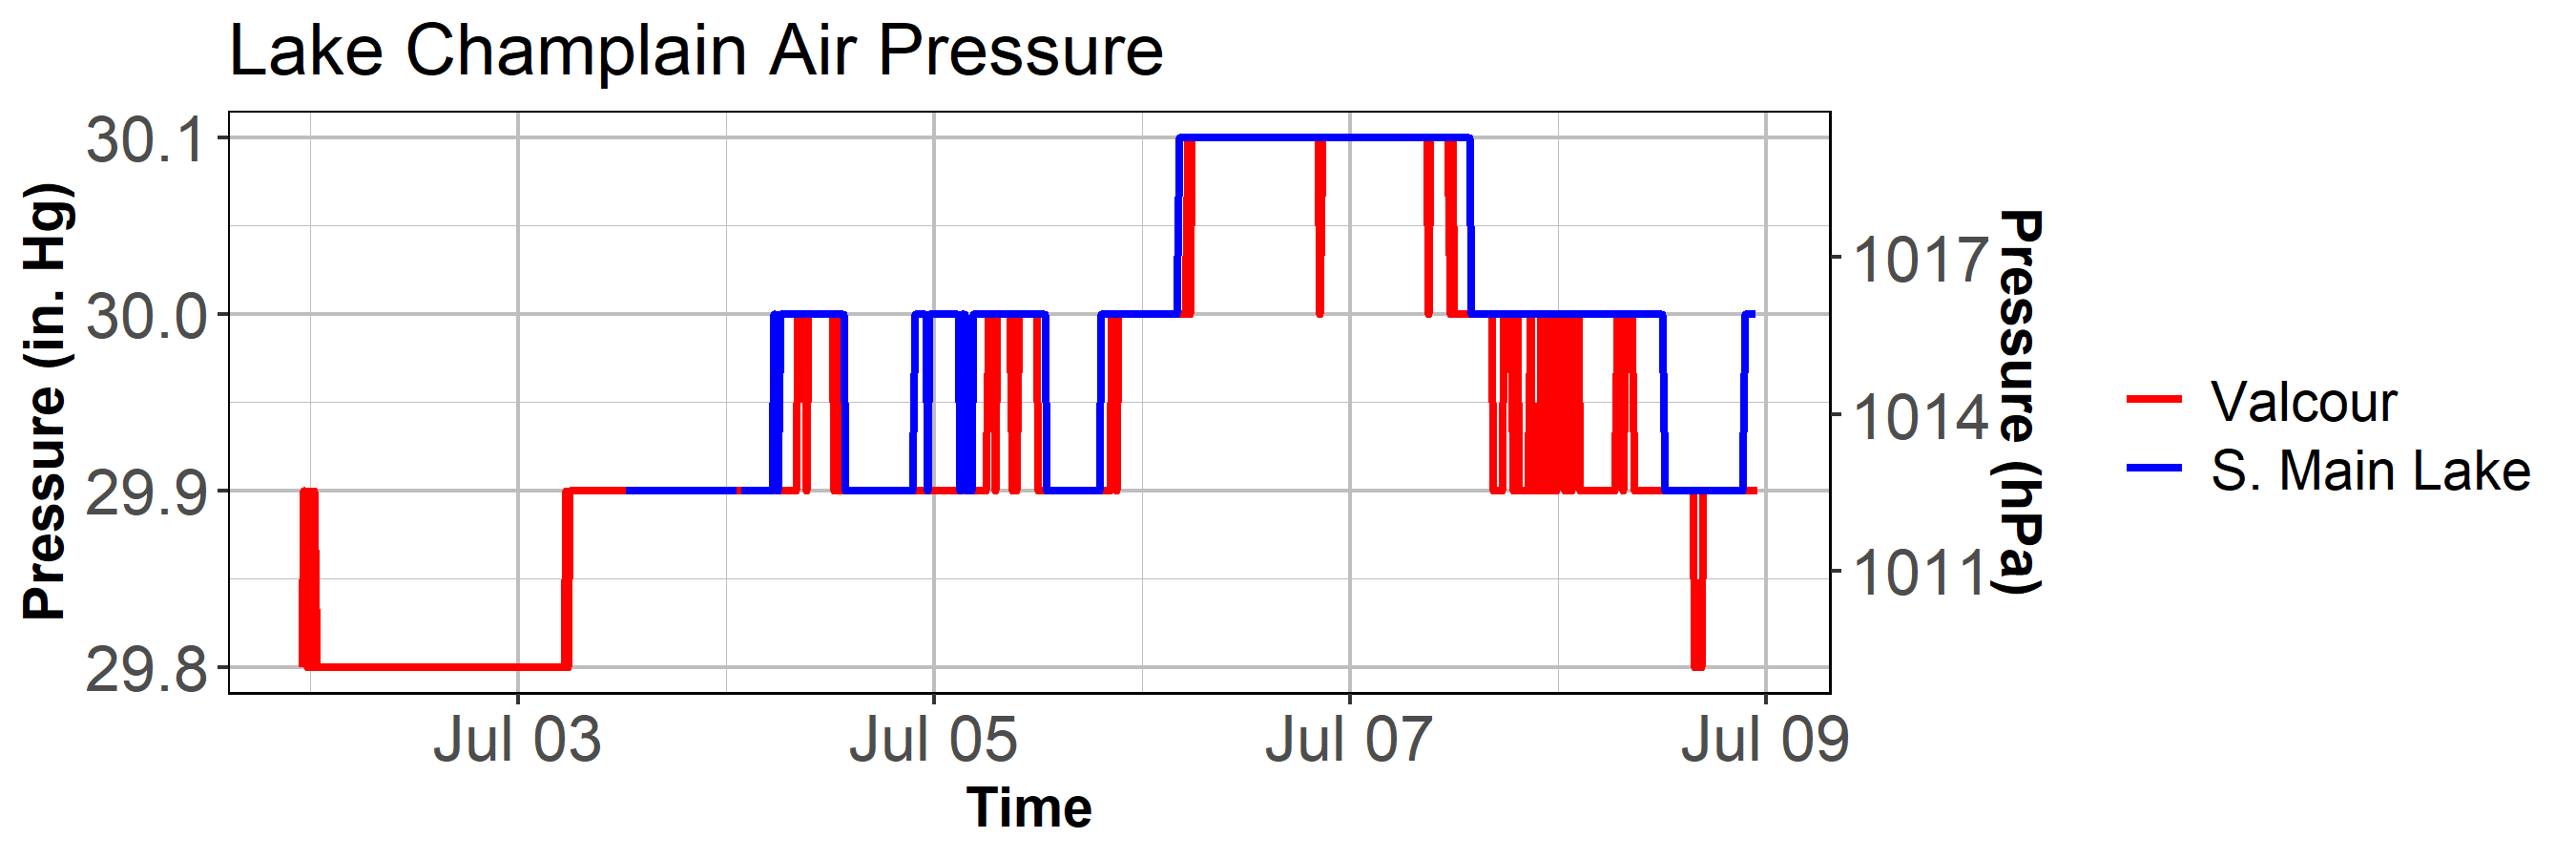 Lake Champlain Air Pressure
Pressure (in. Hg)
30.1
30.0
29.9
29.8
1017
1014
1011
Pressure (hPa)
Valcour
S. Main Lake
Jul 03
Jul 05
Jul 07
Jul 09
Time